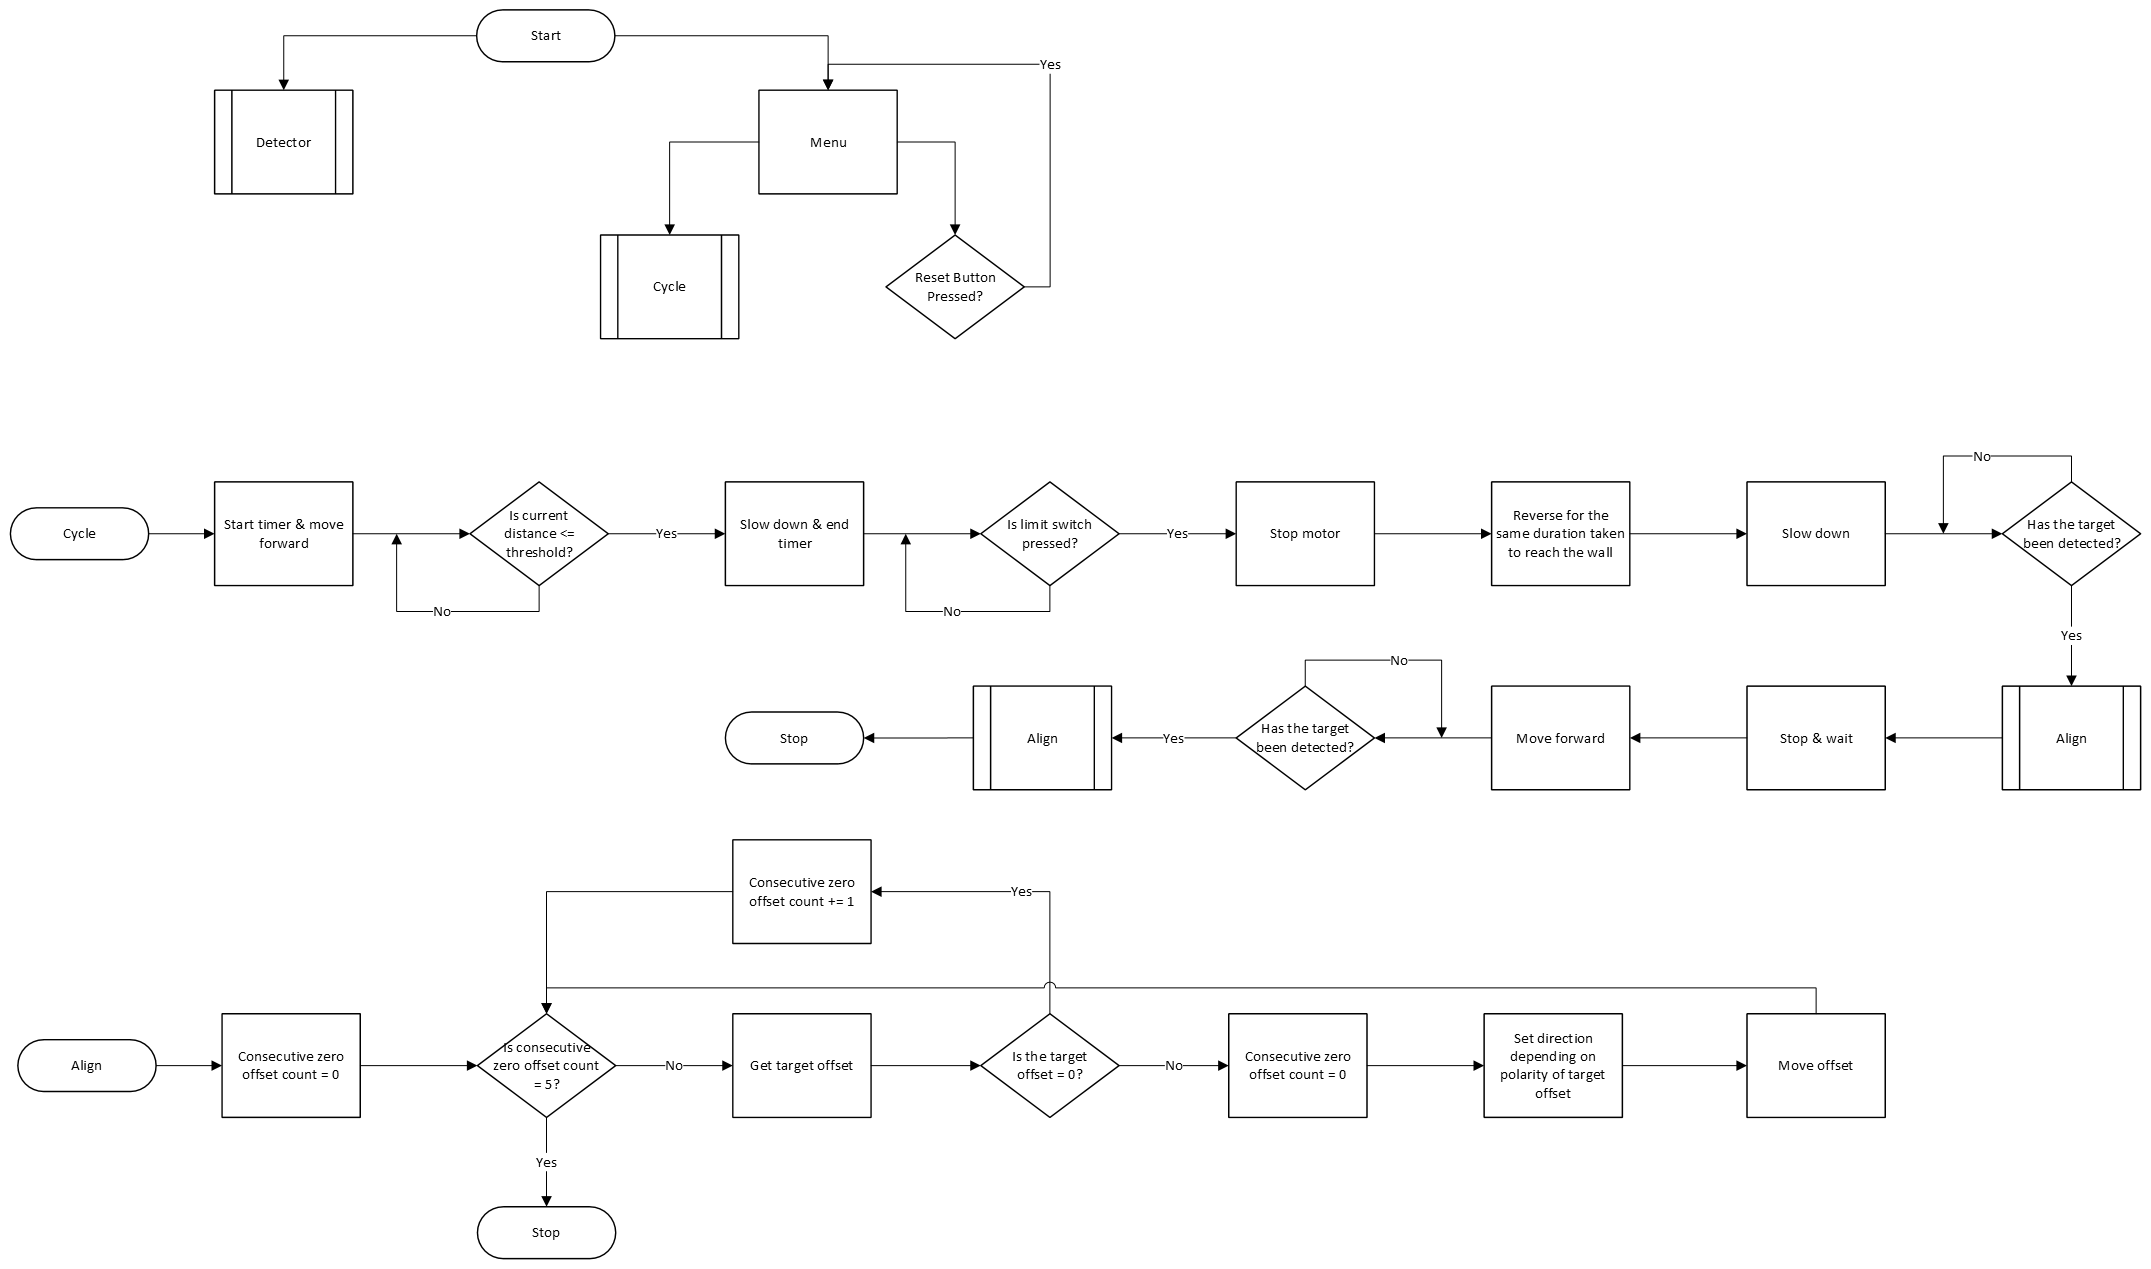 Start
Yes
Detector
Menu
Cycle
Reset Button
Pressed?
No
Cycle
Start timer & move
forward
Is current
distance <=
threshold?
Yes
Slow down & end
timer
Is limit switch
pressed?
Yes
Stop motor
Reverse for the
same duration taken
to reach the wall
Slow down
Has the target
been detected?
No
No
Yes
No
Stop
Align
Yes
Has the target
been detected?
Move forward
Stop & wait
Align
Consecutive zero
offset count += 1
Yes
Align
Consecutive zero
offset count = 0
Is consecutive
zero offset count
= 5?
No
Get target offset
Is the target
offset = 0?
No
Consecutive zero
offset count = 0
Set direction
depending on
polarity of target
offset
Move offset
Yes
Stop